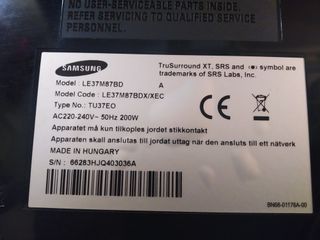 NO USER-SERVICEABLE PARTS INSIDE.
REFER SERVICING TO QUALIFIED SERVICE
PERSONNEL.
SAMSUNG
TruSurround XT, SRS and (●) symbol are
trademarks of SRS Labs, Inc.
Model : LE37M87BD A
Model Code : LE37M87BDX/XEC
Type No.: TU37EO
AC220-240V~ 50Hz 200W
CE
Apparatet må kun tilkoples jordet stikkontakt
Apparaten skall anslutas till jordat uttag når den ansluts till ett nätverk
MADE IN HUNGARY
S/N : 66283HJQ403036A
BN68-01178A-00